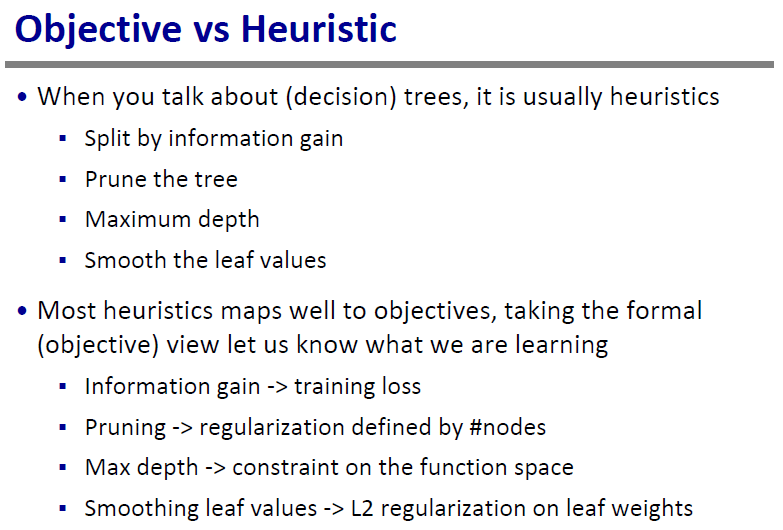 Objective vs Heuristic
• When you talk about (decision) trees, it is usually heuristics
▪ Split by information gain
▪ Prune the tree
▪ Maximum depth
▪ Smooth the leaf values
• Most heuristics maps well to objectives, taking the formal
(objective) view let us know what we are learning
▪ Information gain -> training loss
▪ Pruning -> regularization defined by #nodes
▪ Max depth -> constraint on the function space
▪ Smoothing leaf values -> L2 regularization on leaf weights